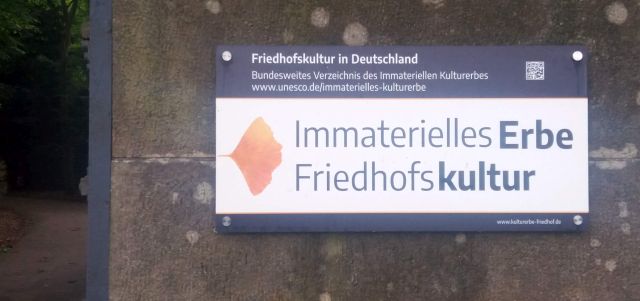 Friedhofskultur in Deutschland
Bundesweites Verzeichnis des Immateriellen Kulturerbes
www.unesco.de/immaterielles-kulturerbe
Immaterielles Erbe
Friedhofskultur
www.kulturerbe-friedhof.de